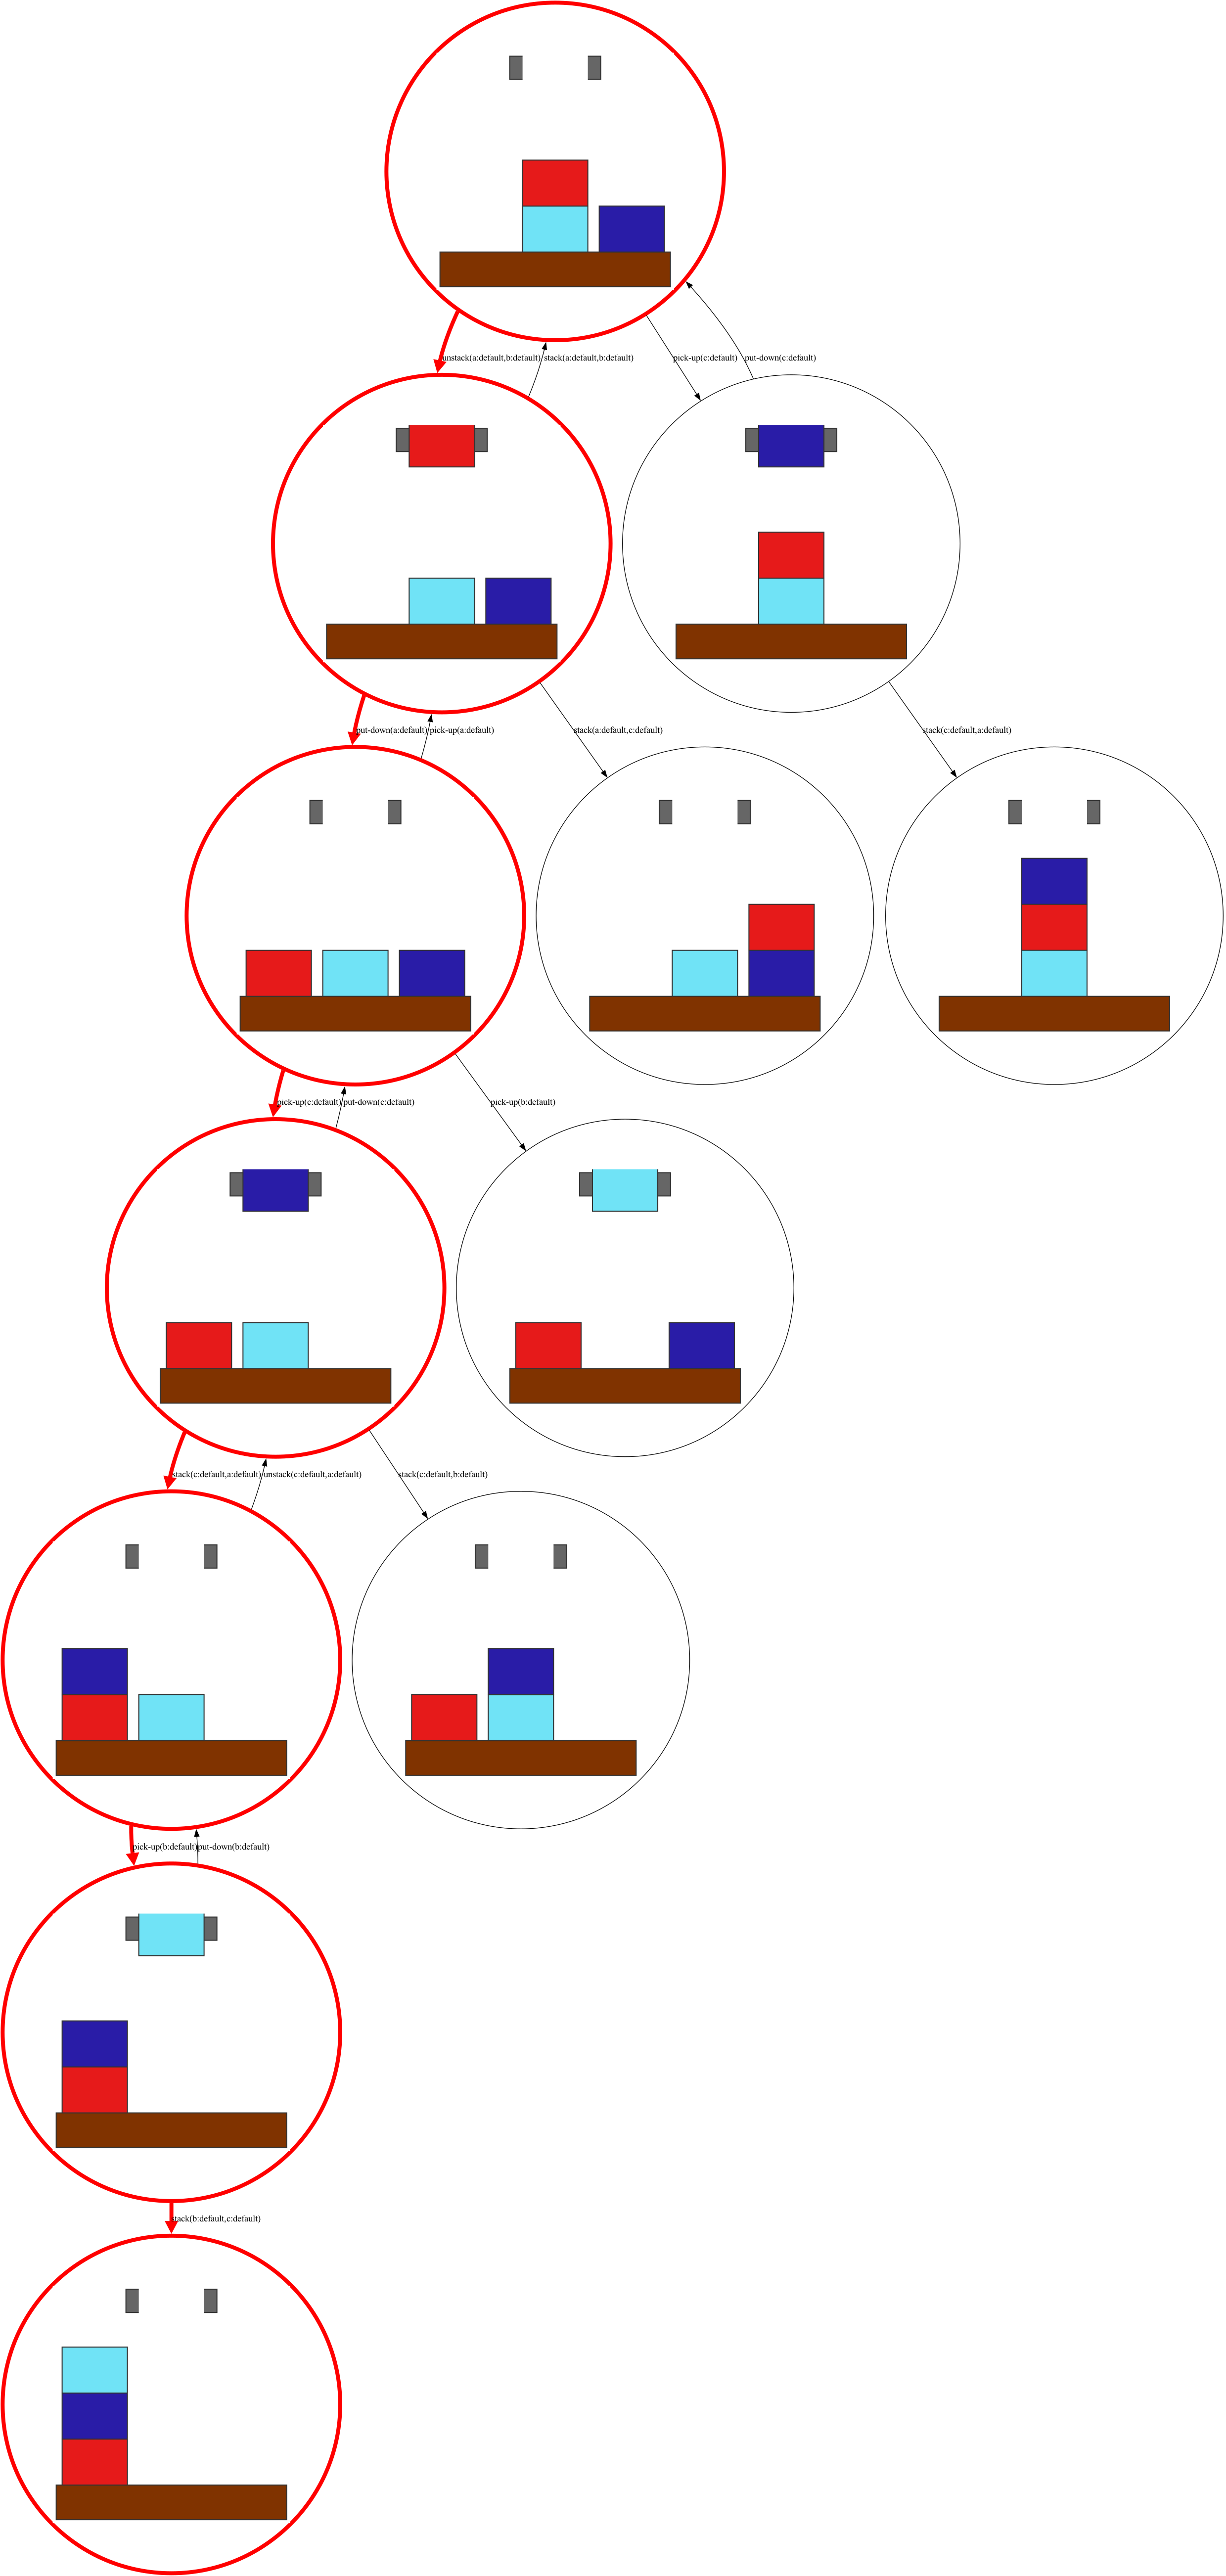 unstack(a:default,b:default)
stack(a:default,b:default)
pick-up(c:default)
put-down(c:default)
put-down(a:default)
pick-up(a:default)
stack(a:default,c:default)
stack(c:default,a:default)
pick-up(c:default)
put-down(c:default)
pick-up(b:default)
stack(c:default,a:default)
unstack(c:default,a:default)
stack(c:default,b:default)
pick-up(b:default)
put-down(b:default)
stack(b:default,c:default)